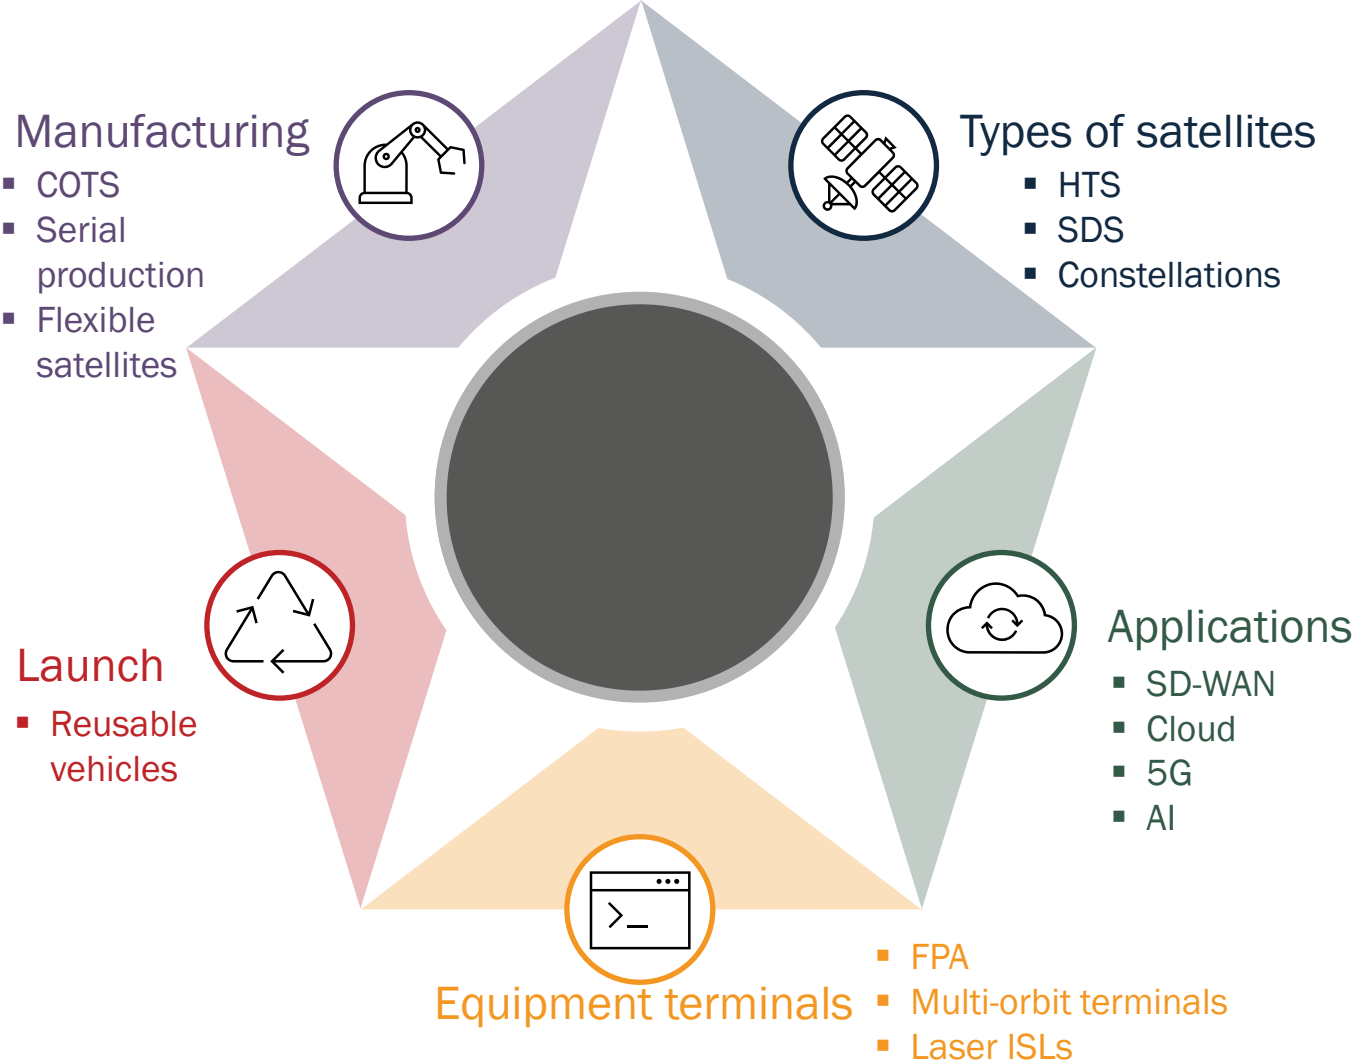 Manufacturing
▪ COTS
▪ Serial
production
▪ Flexible
satellites
Types of satellites
▪ HTS
▪ SDS
▪ Constellations
Launch
▪ Reusable
vehicles
Applications
▪ SD-WAN
▪ Cloud
▪ 5G
▪ AI
Equipment terminals
▪ FPA
▪ Multi-orbit terminals
▪ Laser ISLs